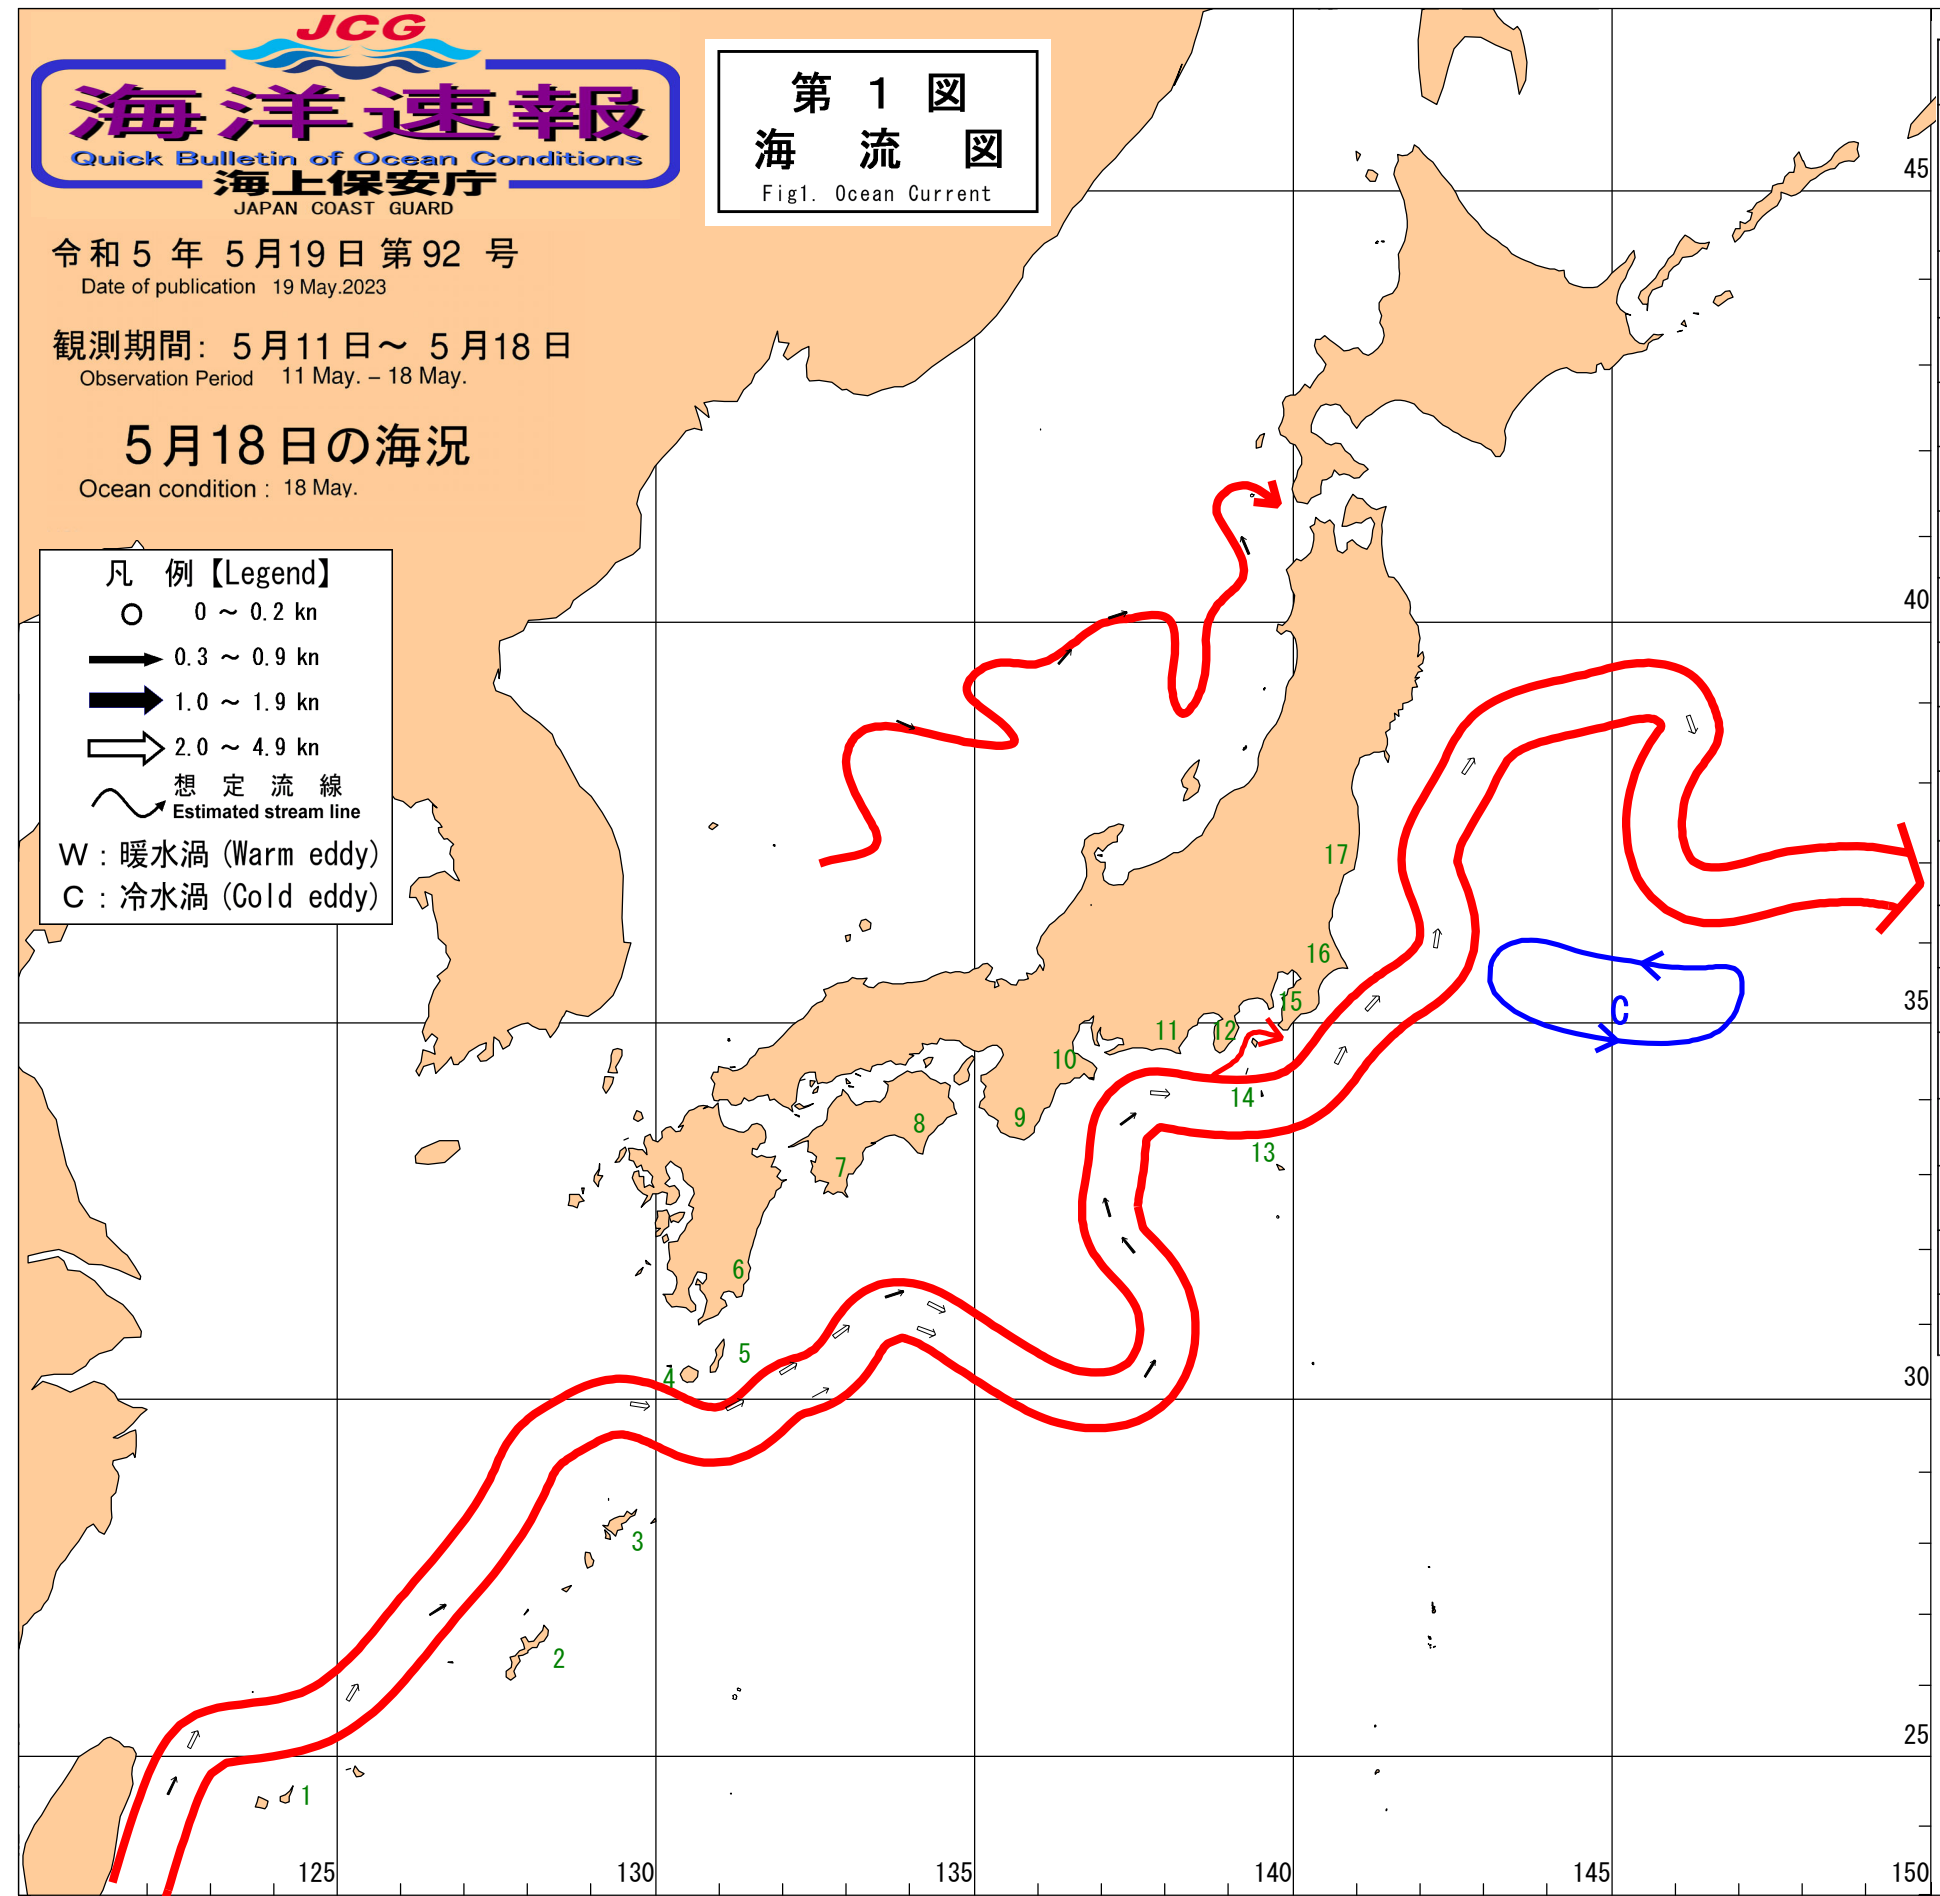 JCG
海洋速報
Quick Bulletin of Ocean Conditions
海上保安庁
JAPAN COAST GUARD
第 1 図
海 流 図
Fig1. Ocean Current
令和 5 年 5月19日 第 92 号
Date of publication 19 May.2023
観測期間: 5月11日～ 5月18日
Observation Period 11 May. – 18 May.
5月18日の海況
Ocean condition : 18 May.
凡 例【Legend】
0 ～ 0.2 kn
0.3 ～ 0.9 kn
1.0 ～ 1.9 kn
2.0 ～ 4.9 kn
想 定 流 線
Estimated stream line
W : 暖水渦 (Warm eddy)
C : 冷水渦 (Cold eddy)
45
40
17
16
35
15
C
11
12
10
14
9
8
13
7
6
5
4
30
3
2
25
1
125
130
135
140
145
150